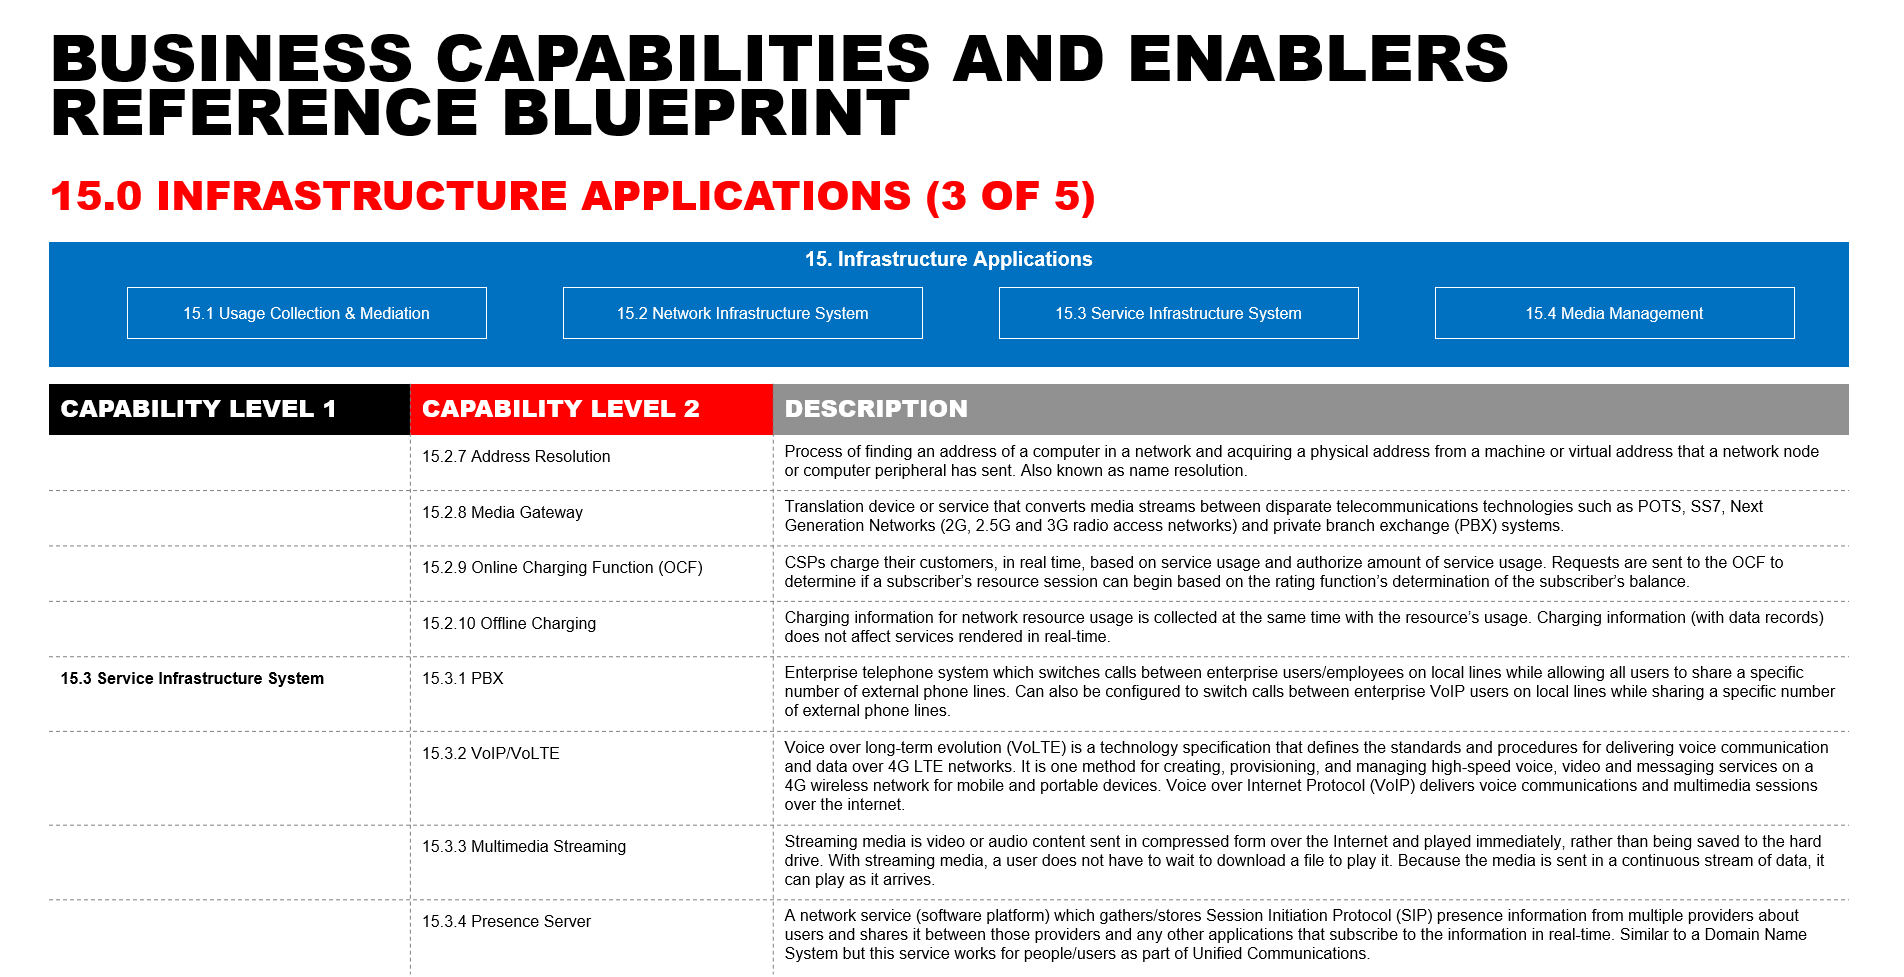 BUSINESS CAPABILITIES AND ENABLERS
REFERENCE BLUEPRINT
15.0 INFRASTRUCTURE APPLICATIONS (3 OF 5)
15. Infrastructure Applications
15.1 Usage Collection & Mediation
15.2 Network Infrastructure System
15.3 Service Infrastructure System
15.4 Media Management
CAPABILITY LEVEL 1
CAPABILITY LEVEL 2
DESCRIPTION
15.2.7 Address Resolution
Process of finding an address of a computer in a network and acquiring a physical address from a machine or virtual address that a network node
or computer peripheral has sent. Also known as name resolution.
15.2.8 Media Gateway
Translation device or service that converts media streams between disparate telecommunications technologies such as POTS, SS7, Next
Generation Networks (2G, 2.5G and 3G radio access networks) and private branch exchange (PBX) systems.
15.2.9 Online Charging Function (OCF)
CSPs charge their customers, in real time, based on service usage and authorize amount of service usage. Requests are sent to the OCF to
determine if a subscriber’s resource session can begin based on the rating function’s determination of the subscriber’s balance.
15.2.10 Offline Charging
Charging information for network resource usage is collected at the same time with the resource’s usage. Charging information (with data records)
does not affect services rendered in real-time.
15.3 Service Infrastructure System
15.3.1 PBX
Enterprise telephone system which switches calls between enterprise users/employees on local lines while allowing all users to share a specific
number of external phone lines. Can also be configured to switch calls between enterprise VoIP users on local lines while sharing a specific number
of external phone lines.
15.3.2 VoIP/VoLTE
Voice over long-term evolution (VoLTE) is a technology specification that defines the standards and procedures for delivering voice communication
and data over 4G LTE networks. It is one method for creating, provisioning, and managing high-speed voice, video and messaging services on a
4G wireless network for mobile and portable devices. Voice over Internet Protocol (VoIP) delivers voice communications and multimedia sessions
over the internet.
15.3.3 Multimedia Streaming
Streaming media is video or audio content sent in compressed form over the Internet and played immediately, rather than being saved to the hard
drive. With streaming media, a user does not have to wait to download a file to play it. Because the media is sent in a continuous stream of data, it
can play as it arrives.
15.3.4 Presence Server
A network service (software platform) which gathers/stores Session Initiation Protocol (SIP) presence information from multiple providers about
users and shares it between those providers and any other applications that subscribe to the information in real-time. Similar to a Domain Name
System but this service works for people/users as part of Unified Communications.